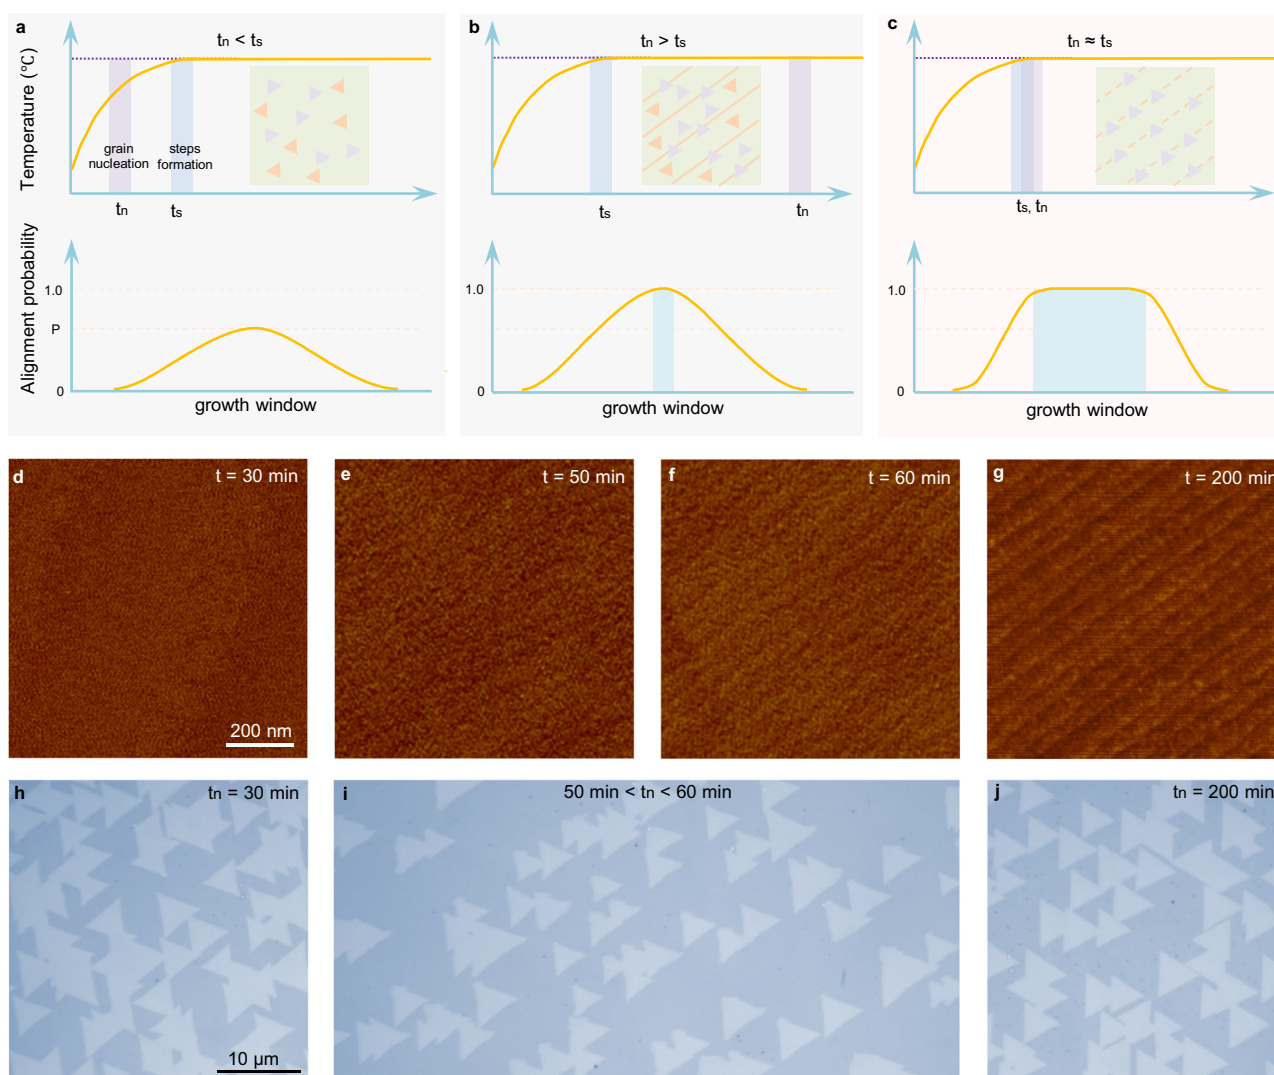 a
tn < ts
Temperature (℃)
grain
nucleation
steps
formation
tn
ts
Alignment probability
1.0
P
0
growth window
b
tn > ts
ts
tn
1.0
0
growth window
c
tn ≈ ts
ts, tn
1.0
0
growth window
d
t = 30 min
200 nm
e
t = 50 min
f
t = 60 min
g
t = 200 min
h
tn = 30 min
10 μm
i
50 min < tn < 60 min
j
tn = 200 min